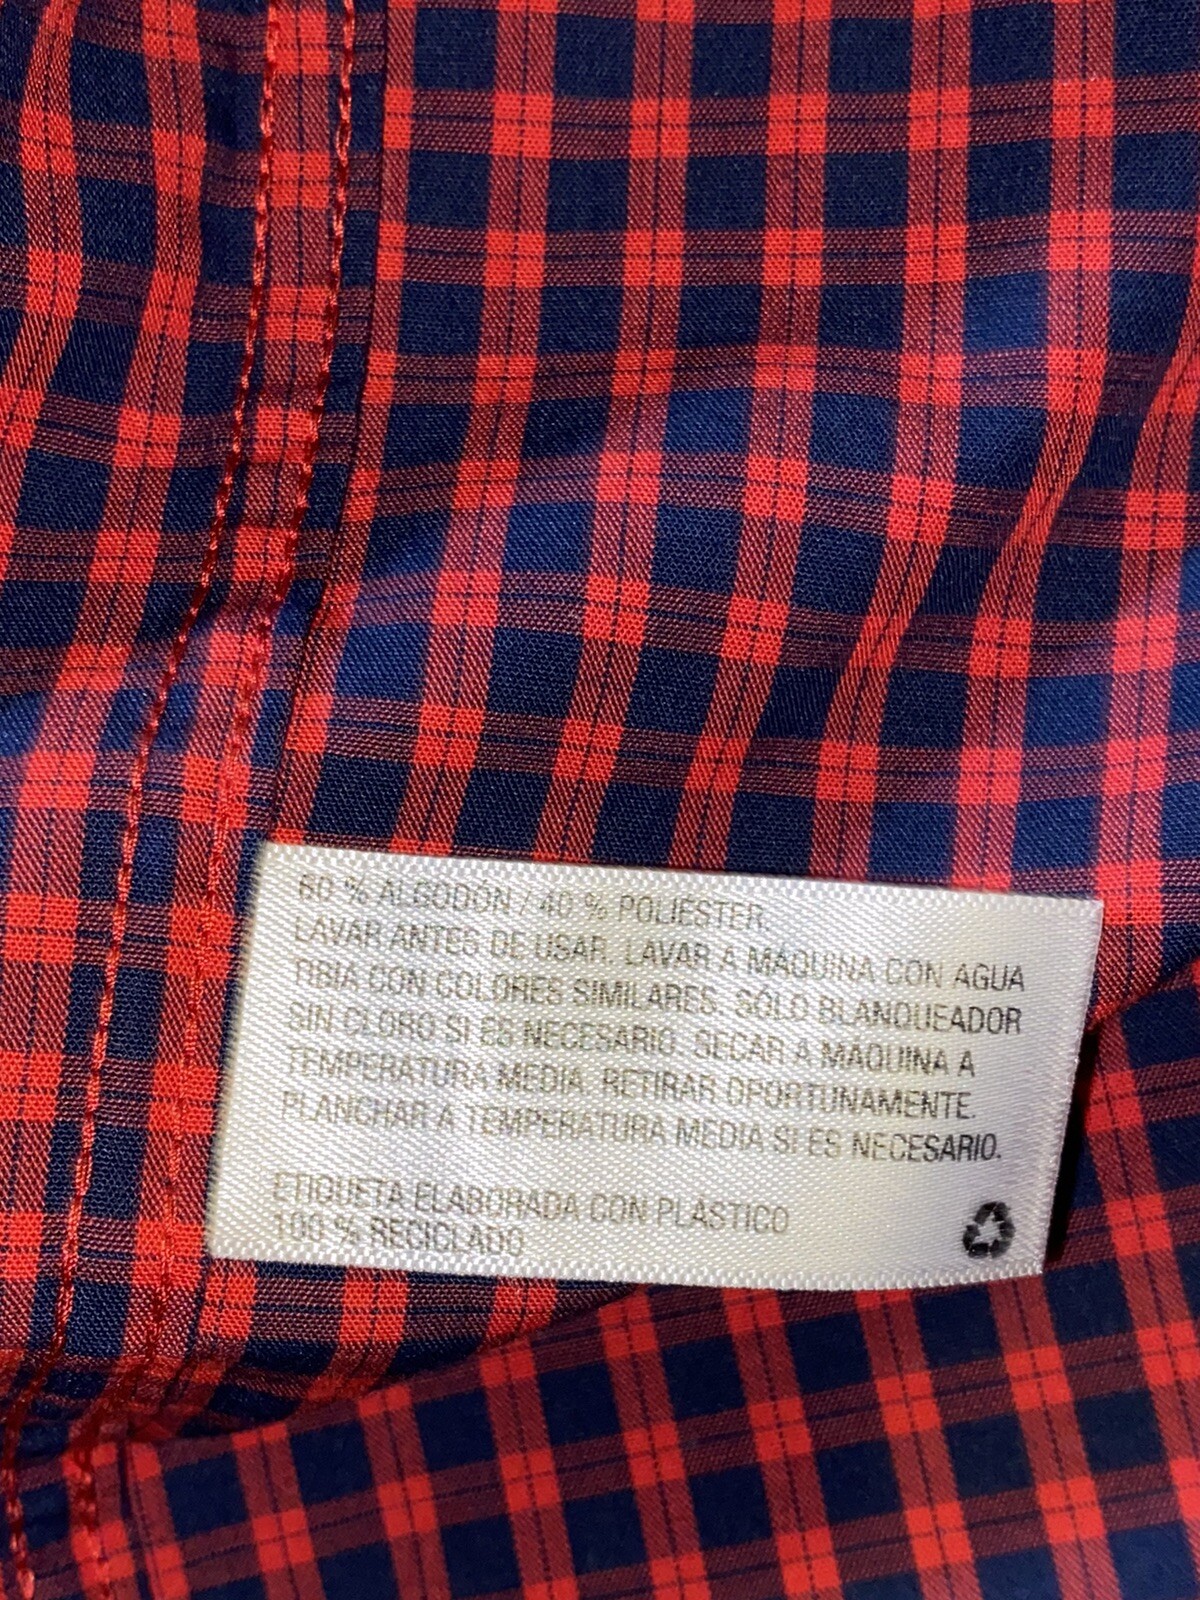 60 % ALGODÓN / 40 % POLIÉSTER.
LAVAR ANTES DE USAR. LAVAR A MÁQUINA CON AGUA
TIBIA CON COLORES SIMILARES. SÓLO BLANQUEADOR
SIN CLORO SI ES NECESARIO. SECAR A MÁQUINA A
TEMPERATURA MEDIA. RETIRAR OPORTUNAMENTE.
PLANCHAR A TEMPERATURA MEDIA SI ES NECESARIO.
ETIQUETA ELABORADA CON PLÁSTICO
100 % RECICLADO